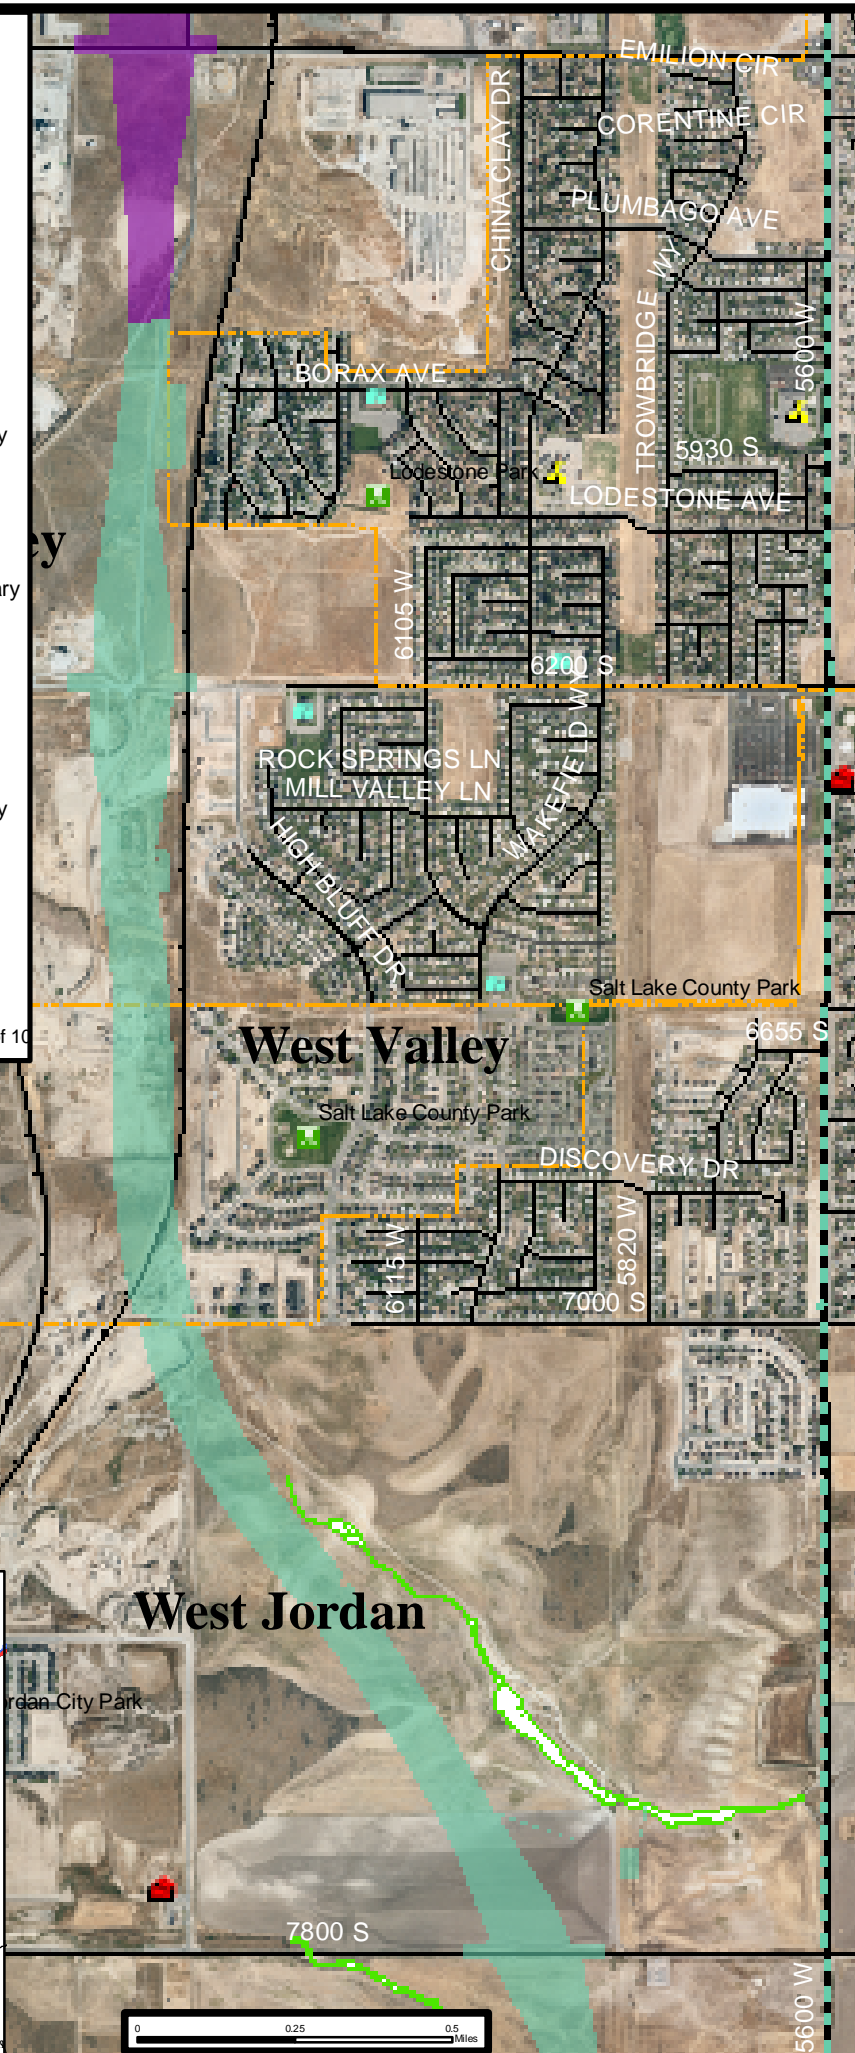 EMILION CIR
CORENTINE CIR
CHINA CLAY DR
PLUMBAGO AVE
WY
TROWBRIDGE
5600 W
BORAX AVE
y
5930 S
Lodestone Park
LODESTONE AVE
ey
ary
6105 W
6200 S
ROCK SPRINGS LN
MILL VALLEY LN
WAKEFIELD WY
y
HIGH BLUFF DR
Salt Lake County Park
f 10
West Valley
6655 S
Salt Lake County Park
DISCOVERY DR
6115 W
5820 W
7000 S
West Jordan
rdan City Park
7800 S
5600 W
0 0.25 0.5
Miles